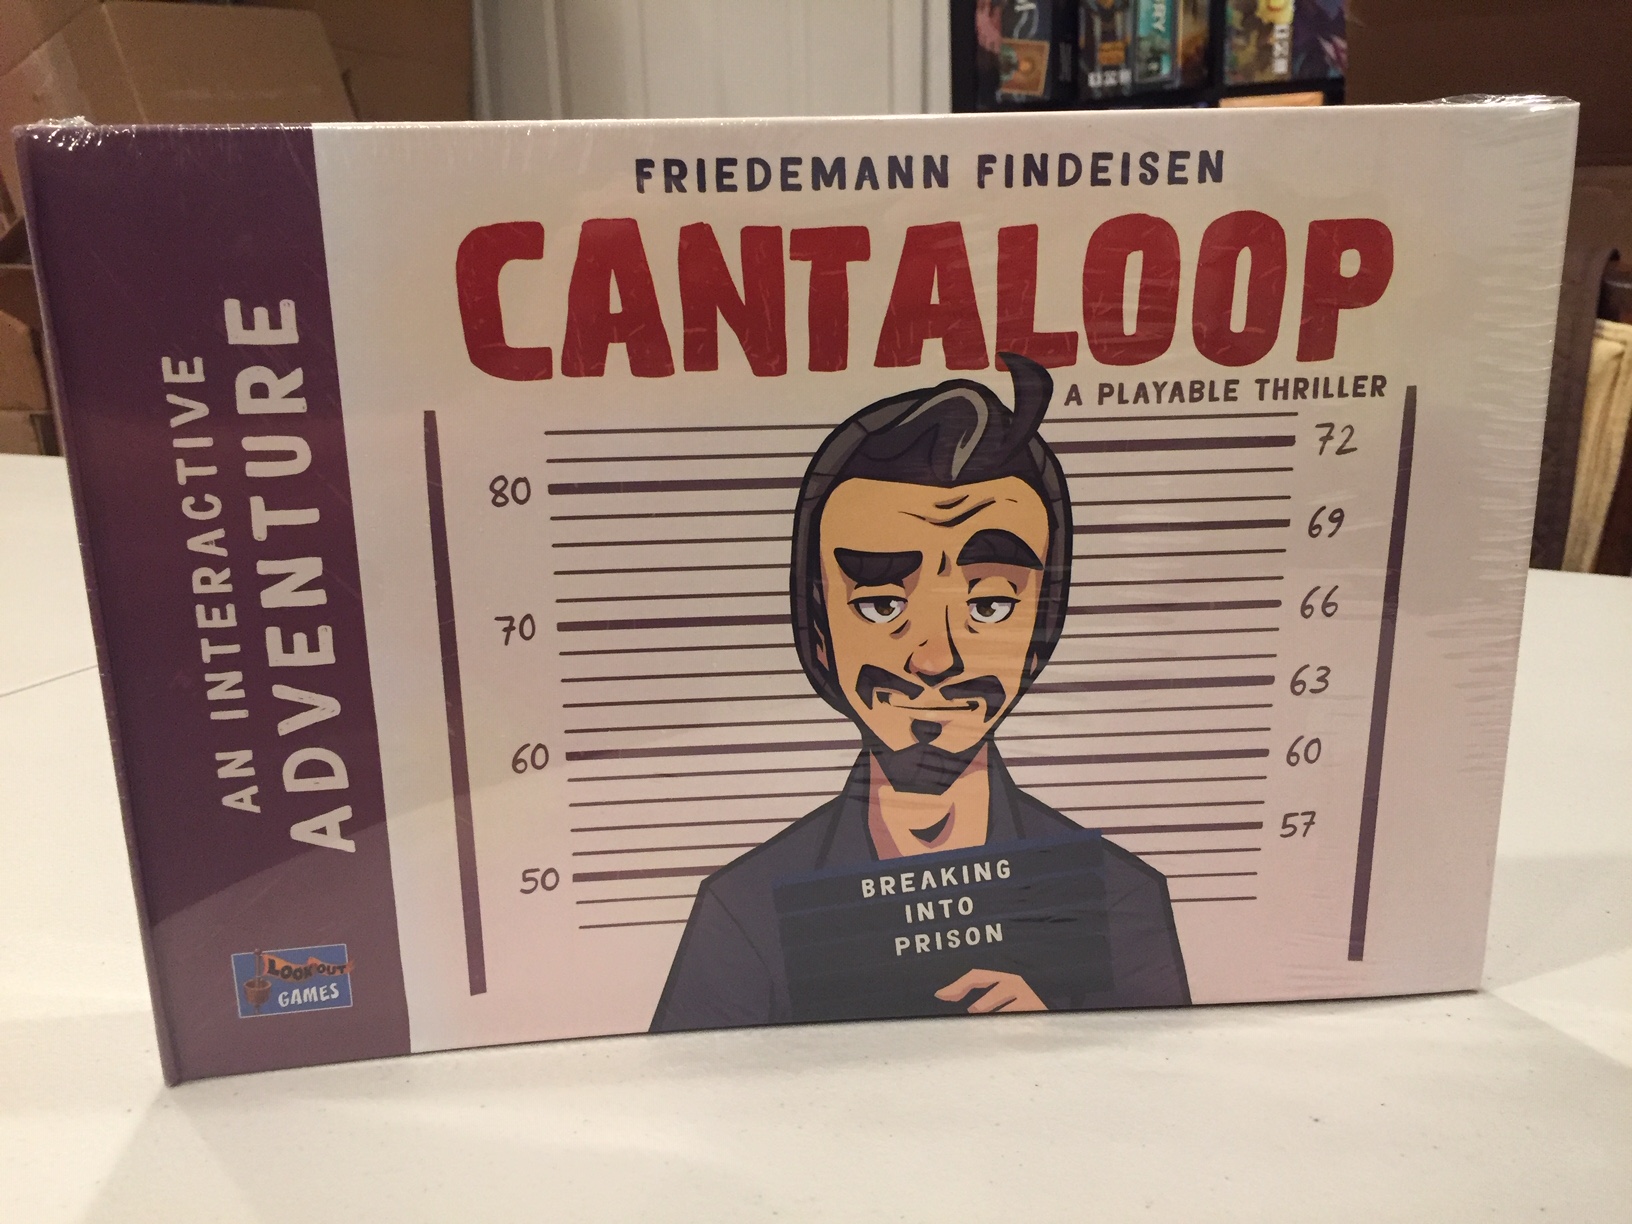 FRIEDEMANN FINDEISEN
CANTALOOP
A PLAYABLE THRILLER
AN INTERACTIVE
ADVENTURE
80
70
60
50
72
69
66
63
60
57
BREAKING
INTO
PRISON
LOOKOUT
GAMES